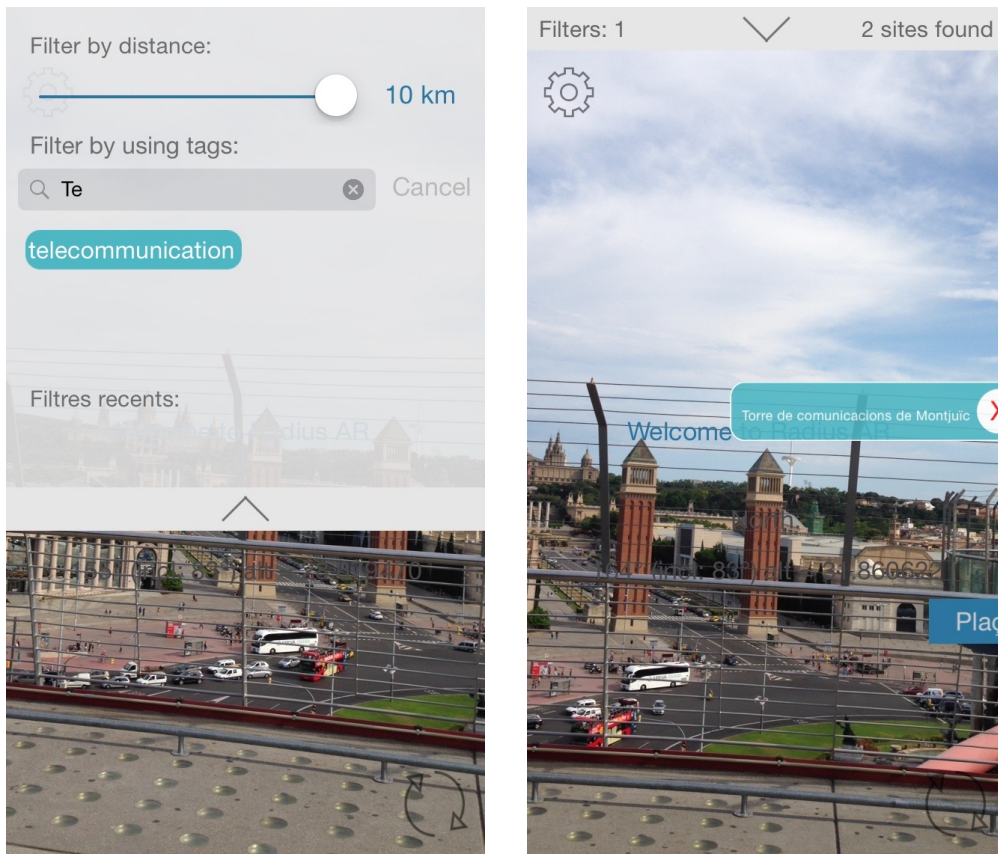 Filter by distance:
10 km
Filter by using tags:
Te
Cancel
telecommunication
Filtres recents:
Filters: 1
2 sites found
Torre de comunicacions de Montjuïc
X
Welcome to Radius AR
Plaç